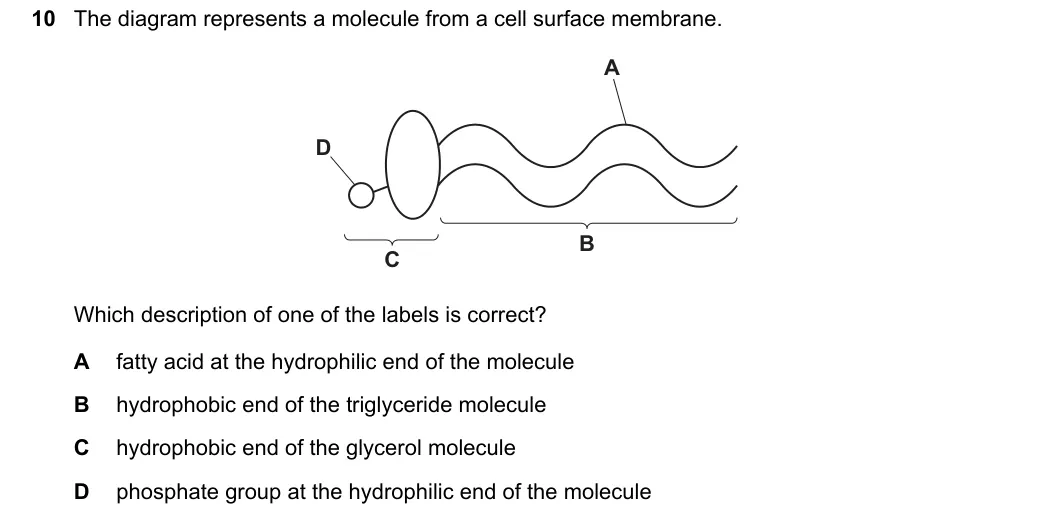 10 The diagram represents a molecule from a cell surface membrane.
A
D
B
C
Which description of one of the labels is correct?
A fatty acid at the hydrophilic end of the molecule
B hydrophobic end of the triglyceride molecule
C hydrophobic end of the glycerol molecule
D phosphate group at the hydrophilic end of the molecule